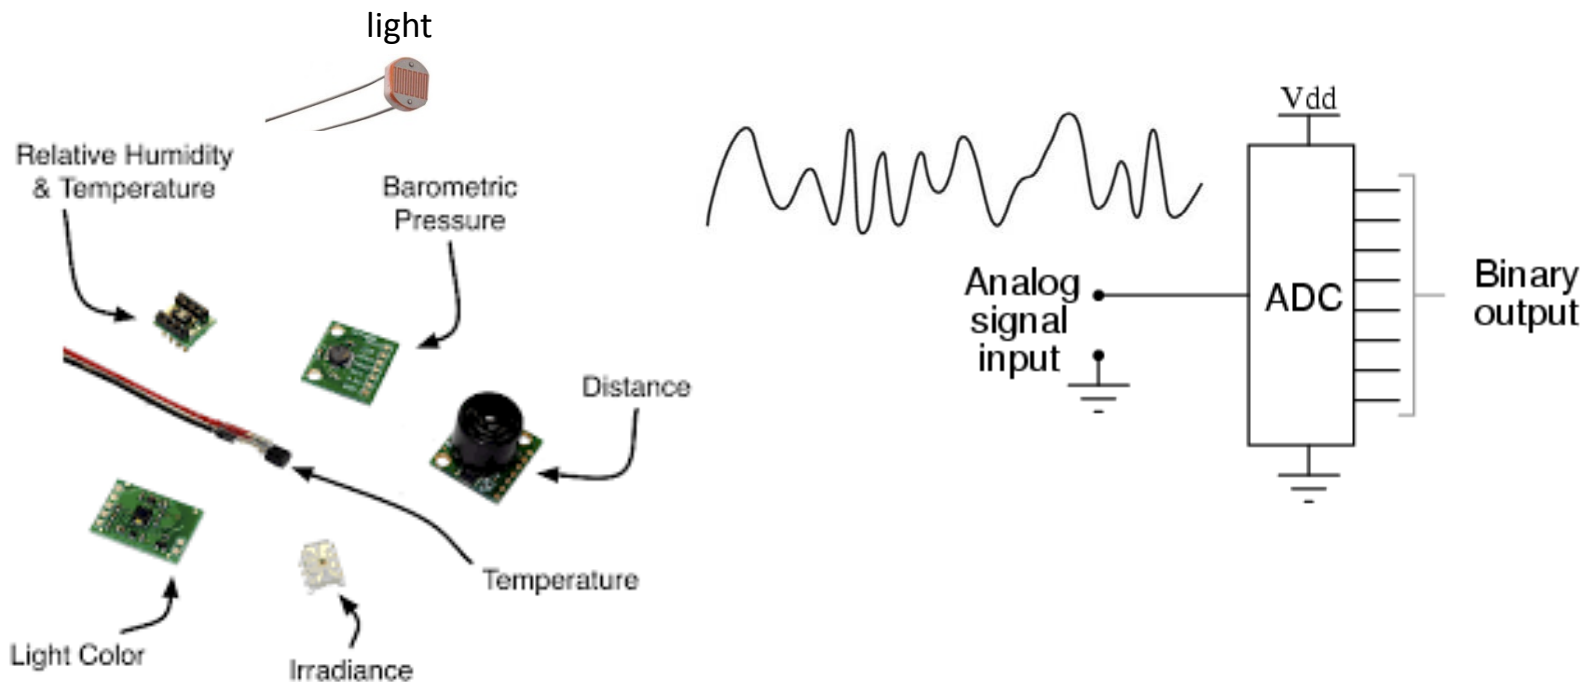 light
Relative Humidity
& Temperature
Barometric
Pressure
Distance
Temperature
Light Color
Irradiance
Vdd
Analog
signal
input
ADC
Binary
output